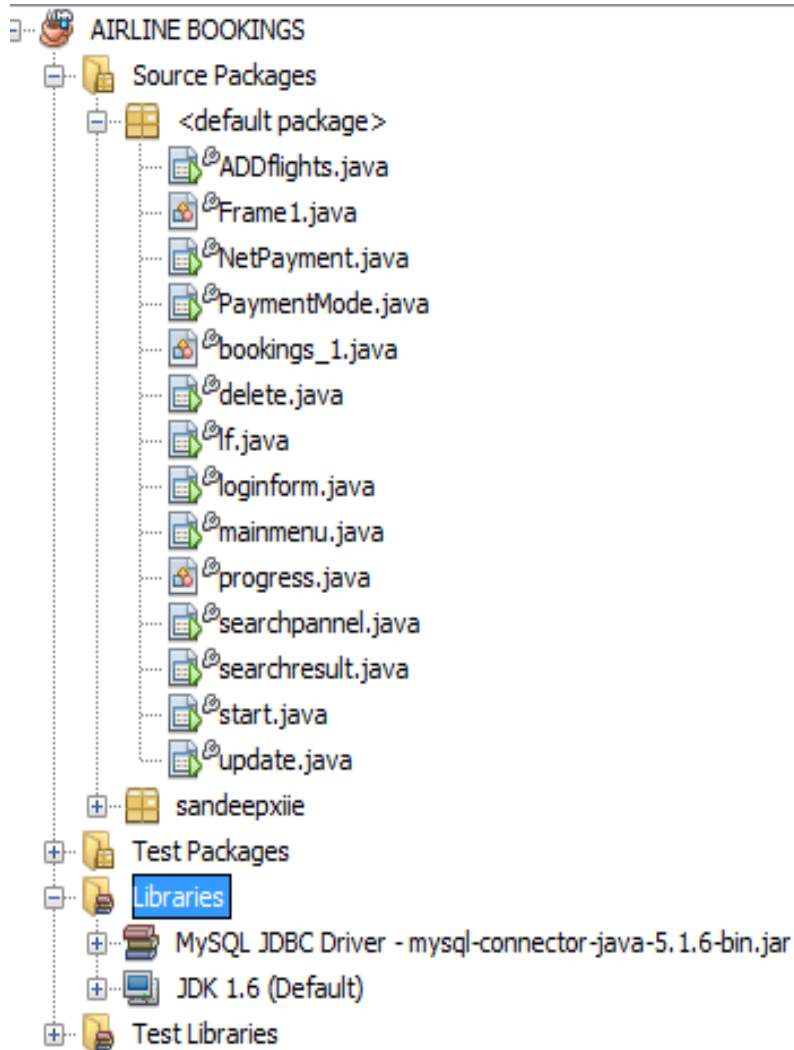 AIRLINE BOOKINGS
Source Packages
<default package>
ADDflights.java
Frame1.java
NetPayment.java
PaymentMode.java
bookings_1.java
delete.java
lf.java
loginform.java
mainmenu.java
progress.java
searchpannel.java
searchresult.java
start.java
update.java
sandeepxiie
Test Packages
Libraries
MySQL JDBC Driver - mysql-connector-java-5.1.6-bin.jar
JDK 1.6 (Default)
Test Libraries